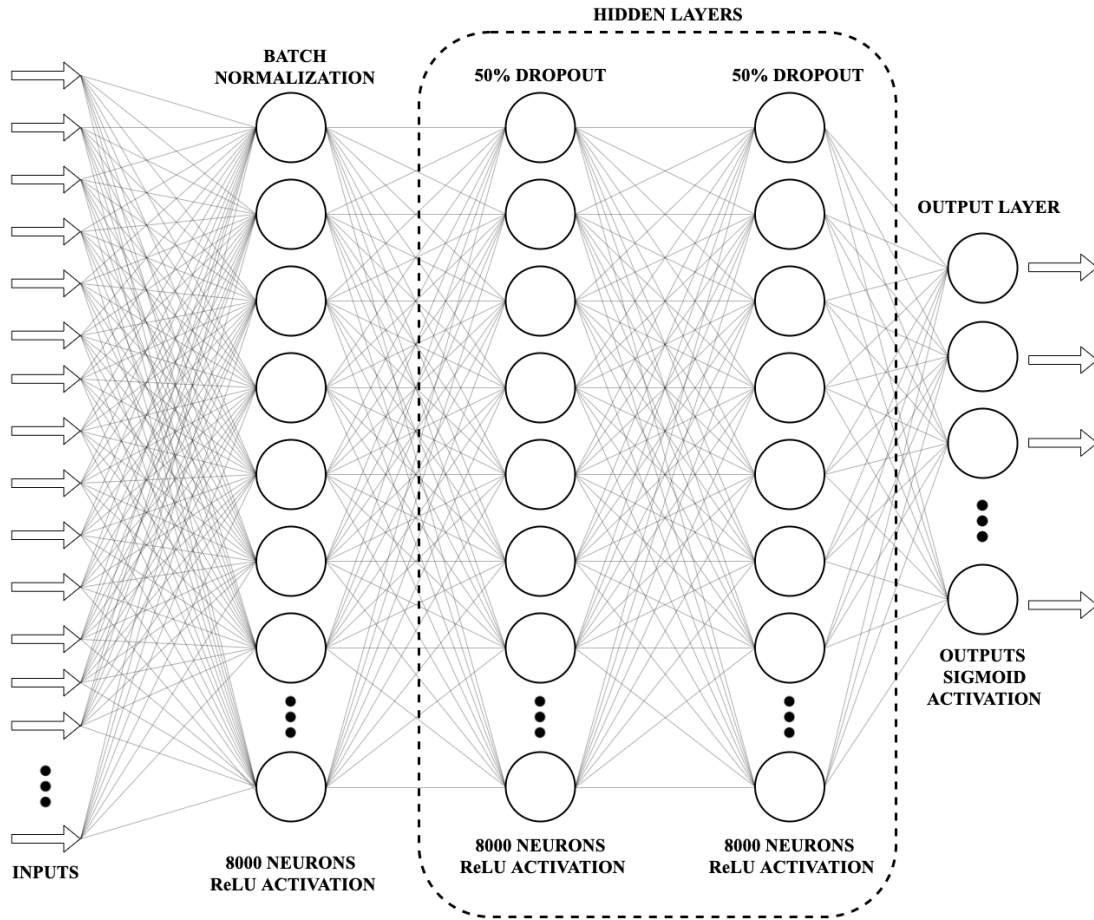 HIDDEN LAYERS
BATCH
NORMALIZATION
50% DROPOUT
50% DROPOUT
OUTPUT LAYER
OUTPUTS
SIGMOID
ACTIVATION
INPUTS
8000 NEURONS
ReLU ACTIVATION
8000 NEURONS
ReLU ACTIVATION
8000 NEURONS
ReLU ACTIVATION